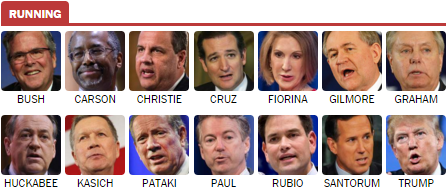 RUNNING
BUSH CARSON CHRISTIE CRUZ FIORINA GILMORE GRAHAM
HUCKABEE KASICH PATAKI PAUL RUBIO SANTORUM TRUMP